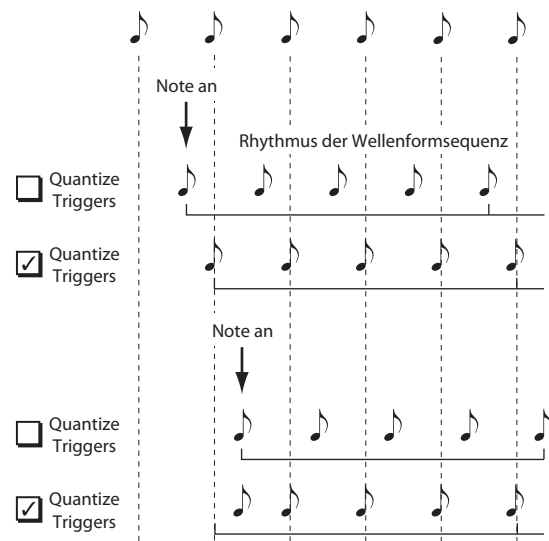 Note an
Rhythmus der Wellenformsequenz
Quantize
Triggers
Quantize
Triggers
Note an
Quantize
Triggers
Quantize
Triggers